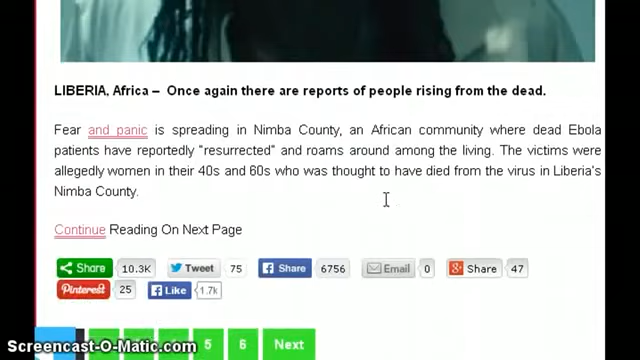 LIBERIA, Africa – Once again there are reports of people rising from the dead.
Fear and panic is spreading in Nimba County, an African community where dead Ebola
patients have reportedly "resurrected" and roams around among the living. The victims were
allegedly women in their 40s and 60s who was thought to have died from the virus in Liberia's
Nimba County.
Continue Reading On Next Page
Share 10.3K Tweet 75 Share 6756 Email 0 Share 47
Pinterest 25 Like 1.7k
5 6 Next
Screencast-O-Matic.com